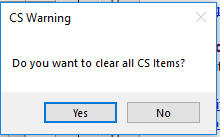 CS Warning
Do you want to clear all CS Items?
Yes
No